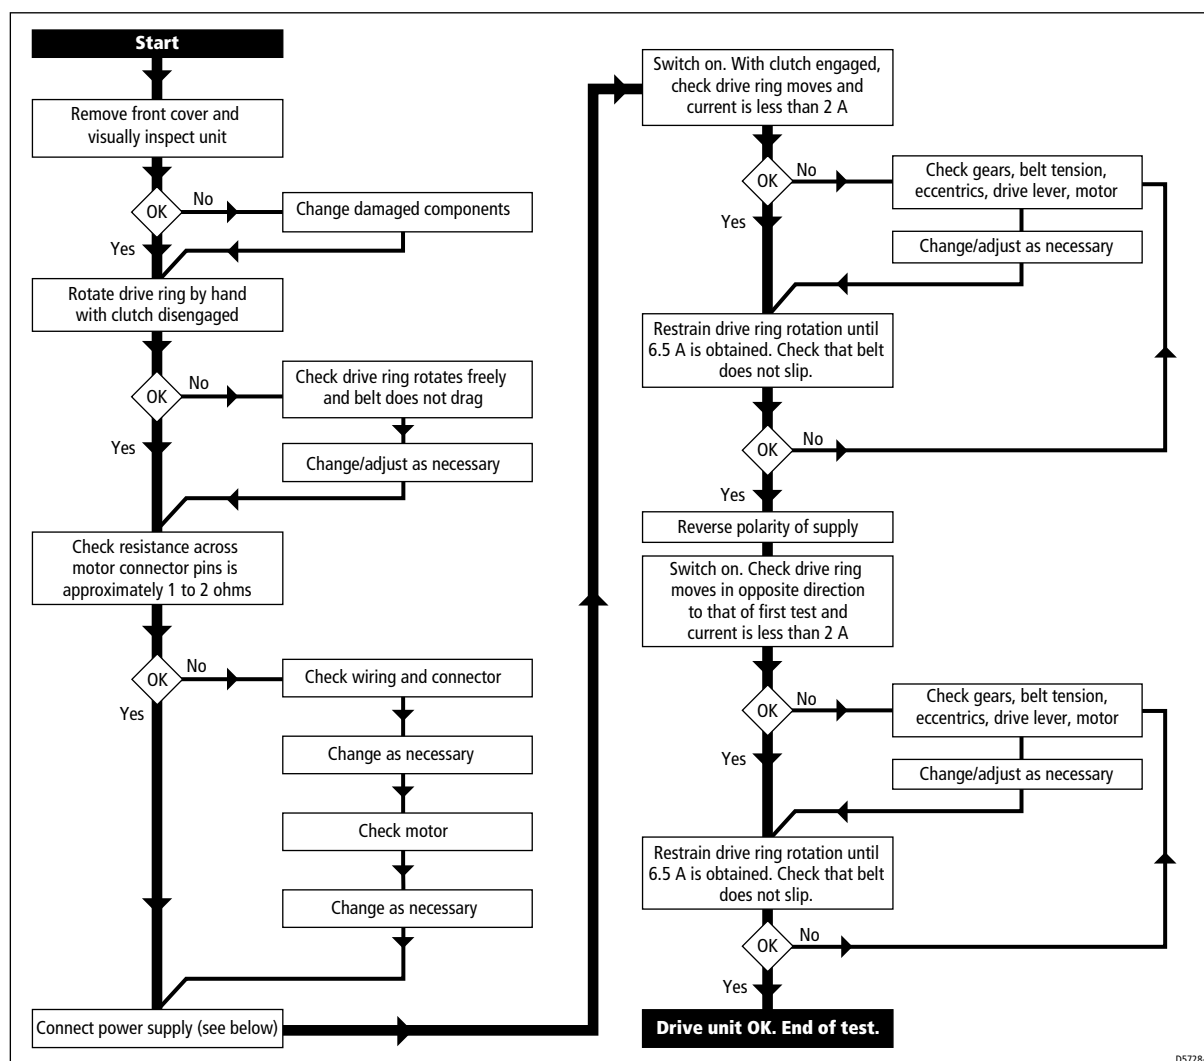 Start
Remove front cover and
visually inspect unit
OK
No
Change damaged components
Yes
Rotate drive ring by hand
with clutch disengaged
OK
No
Check drive ring rotates freely
and belt does not drag
Yes
Change/adjust as necessary
Check resistance across
motor connector pins is
approximately 1 to 2 ohms
OK
No
Check wiring and connector
Yes
Change as necessary
Check motor
Change as necessary
Connect power supply (see below)
Switch on. With clutch engaged,
check drive ring moves and
current is less than 2 A
OK
No
Check gears, belt tension,
eccentrics, drive lever, motor
Yes
Change/adjust as necessary
Restrain drive ring rotation until
6.5 A is obtained. Check that belt
does not slip.
OK
No
Yes
Reverse polarity of supply
Switch on. Check drive ring
moves in opposite direction
to that of first test and
current is less than 2 A
OK
No
Check gears, belt tension,
eccentrics, drive lever, motor
Yes
Change/adjust as necessary
Restrain drive ring rotation until
6.5 A is obtained. Check that belt
does not slip.
OK
No
Yes
Drive unit OK. End of test.